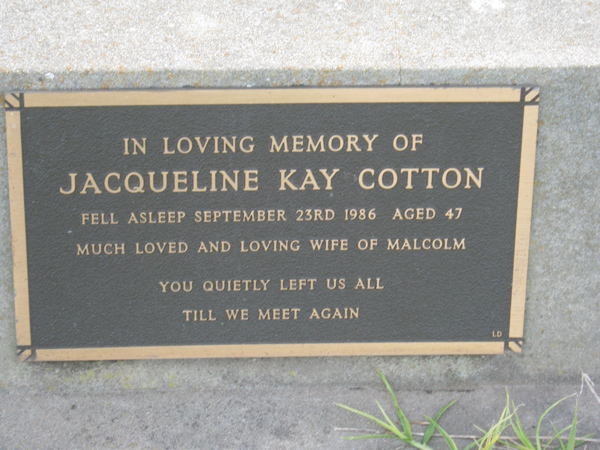 IN LOVING MEMORY OF
JACQUELINE KAY COTTON
FELL ASLEEP SEPTEMBER 23RD 1986 AGED 47
MUCH LOVED AND LOVING WIFE OF MALCOLM
YOU QUIETLY LEFT US ALL
TILL WE MEET AGAIN
LD